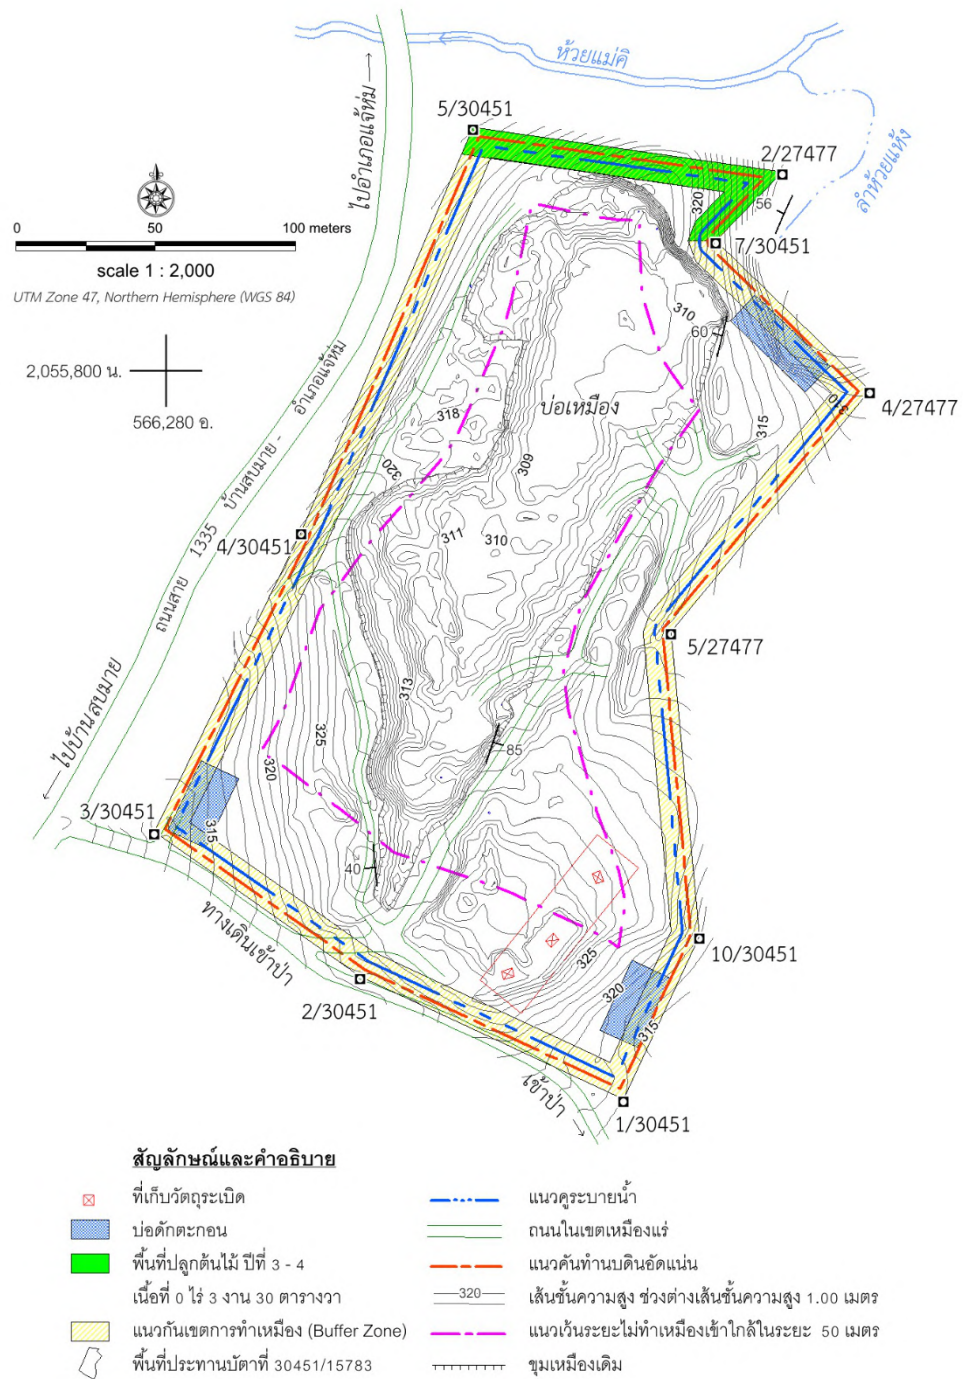 ห้วยแม่คิ
ลำห้วยแห้ง
ไปอำเภอแจ้ห่ม
5/30451
2/27477
56
320
7/30451
0 50 100 meters
scale 1 : 2,000
UTM Zone 47, Northern Hemisphere (WGS 84)
2,055,800 น.
566,280 อ.
310
60
4/27477
310
บ่อเหมือง
318
315
320
309
311
310
4/30451
ถนนสาย 1335 บ้านสบมาย - อำเภอแจ้ห่ม
5/27477
313
325
320
85
ไปบ้านสบมาย
3/30451
315
40
325
ทางเดินเข้าป่า
10/30451
2/30451
320
315
เข้าป่า
1/30451
สัญลักษณ์และคำอธิบาย
ที่เก็บวัตถุระเบิด
บ่อดักตะกอน
พื้นที่ปลูกต้นไม้ ปีที่ 3 - 4
เนื้อที่ 0 ไร่ 3 งาน 30 ตารางวา
แนวกันเขตการทำเหมือง (Buffer Zone)
พื้นที่ประทานบัตาที่ 30451/15783
แนวคูระบายน้ำ
ถนนในเขตเหมืองแร่
แนวคันทำนบดินอัดแน่น
320 เส้นชั้นความสูง ช่วงต่างเส้นชั้นความสูง 1.00 เมตร
แนวเว้นระยะไม่ทำเหมืองเข้าใกล้ในระยะ 50 เมตร
ขุมเหมืองเดิม